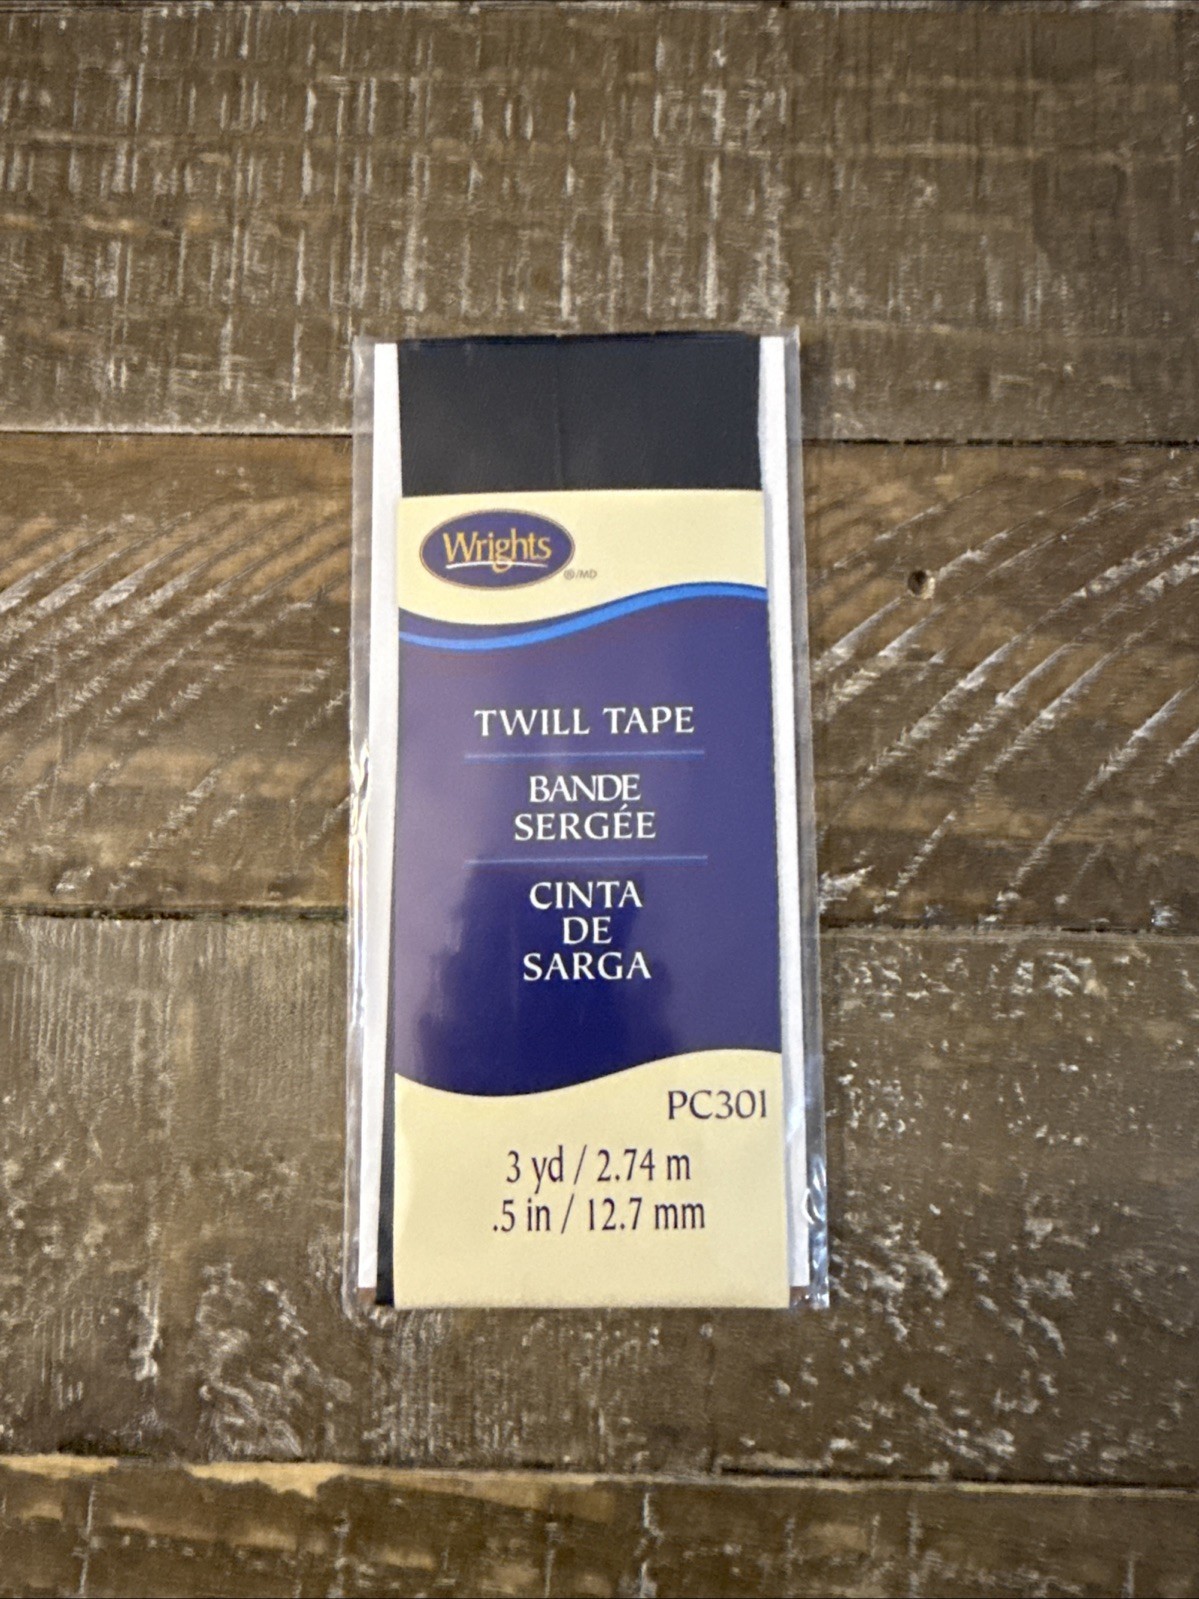 Wrights
®/MD
TWILL TAPE
BANDE
SERGÉE
CINTA
DE
SARGA
PC301
3 yd / 2.74 m
.5 in / 12.7 mm